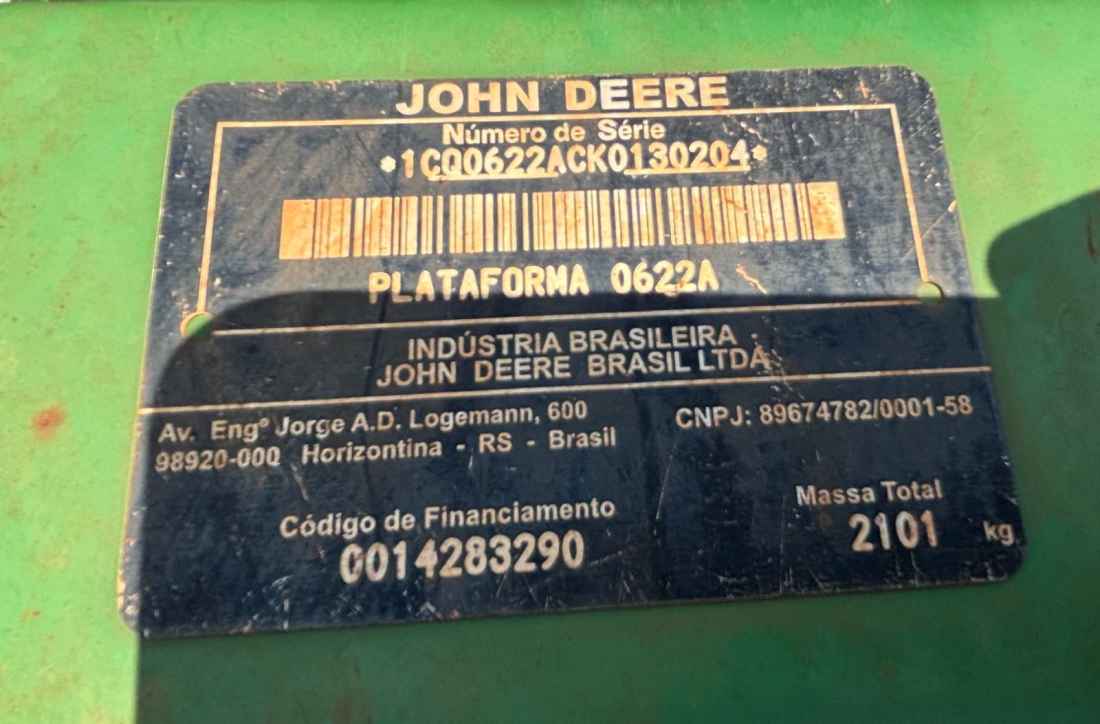 JOHN DEERE
Número de Série
*1CQ0622ACK0130204*
PLATAFORMA 0622A
INDÚSTRIA BRASILEIRA
JOHN DEERE BRASIL LTDA
Av. Engº Jorge A.D. Logemann, 600
98920-000 Horizontina - RS - Brasil
CNPJ: 89674782/0001-58
Código de Financiamento
0014283290
Massa Total
2101 kg